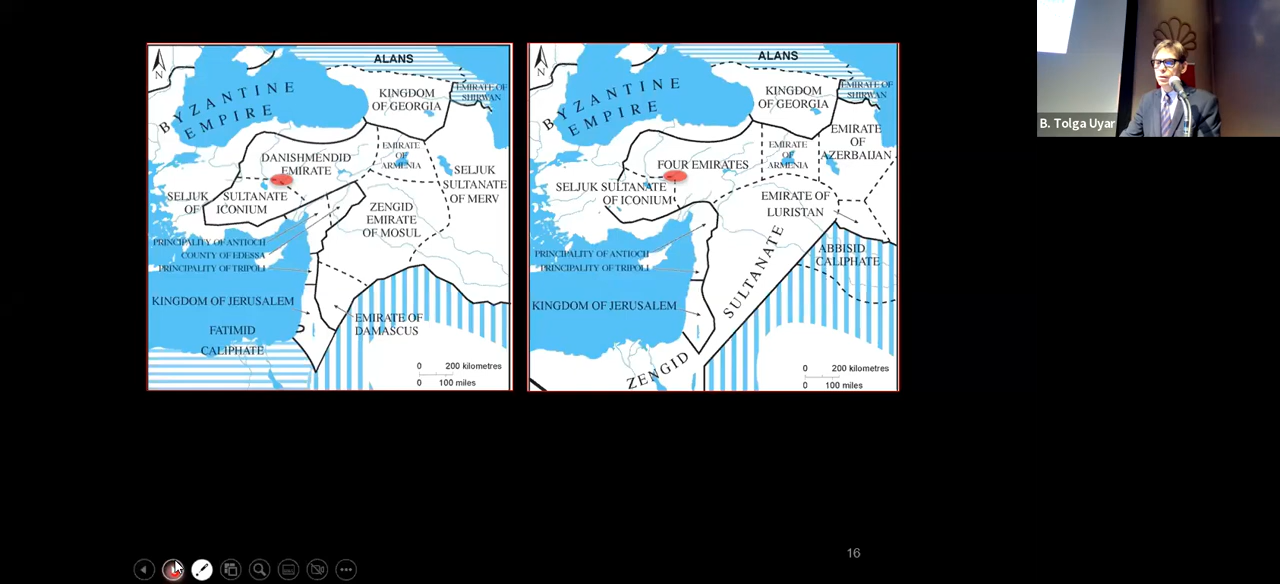 N
ALANS
BYZANTINE
EMPIRE
KINGDOM
OF GEORGIA
EMIRATE OF
SHIRWAN
DANISHMENDID
EMIRATE
EMIRATE
OF
ARMENIA
SELJUK
SULTANATE
OF MERV
SELJUK SULTANATE
OF ICONIUM
ZENGID
EMIRATE
OF MOSUL
PRINCIPALITY OF ANTIOCH
COUNTY OF EDESSA
PRINCIPALITY OF TRIPOLI
KINGDOM OF JERUSALEM
EMIRATE OF
DAMASCUS
FATIMID
CALIPHATE
0 200 kilometres
0 100 miles
N
ALANS
BYZANTINE
EMPIRE
KINGDOM
OF GEORGIA
EMIRATE OF
SHIRWAN
EMIRATE
OF
AZERBAIJAN
FOUR EMIRATES
EMIRATE
OF
ARMENIA
SELJUK SULTANATE
OF ICONIUM
EMIRATE OF
LURISTAN
PRINCIPALITY OF ANTIOCH
PRINCIPALITY OF TRIPOLI
ABBISID
CALIPHATE
KINGDOM OF JERUSALEM
ZENGID SULTANATE
0 200 kilometres
0 100 miles
B. Tolga Uyar
16